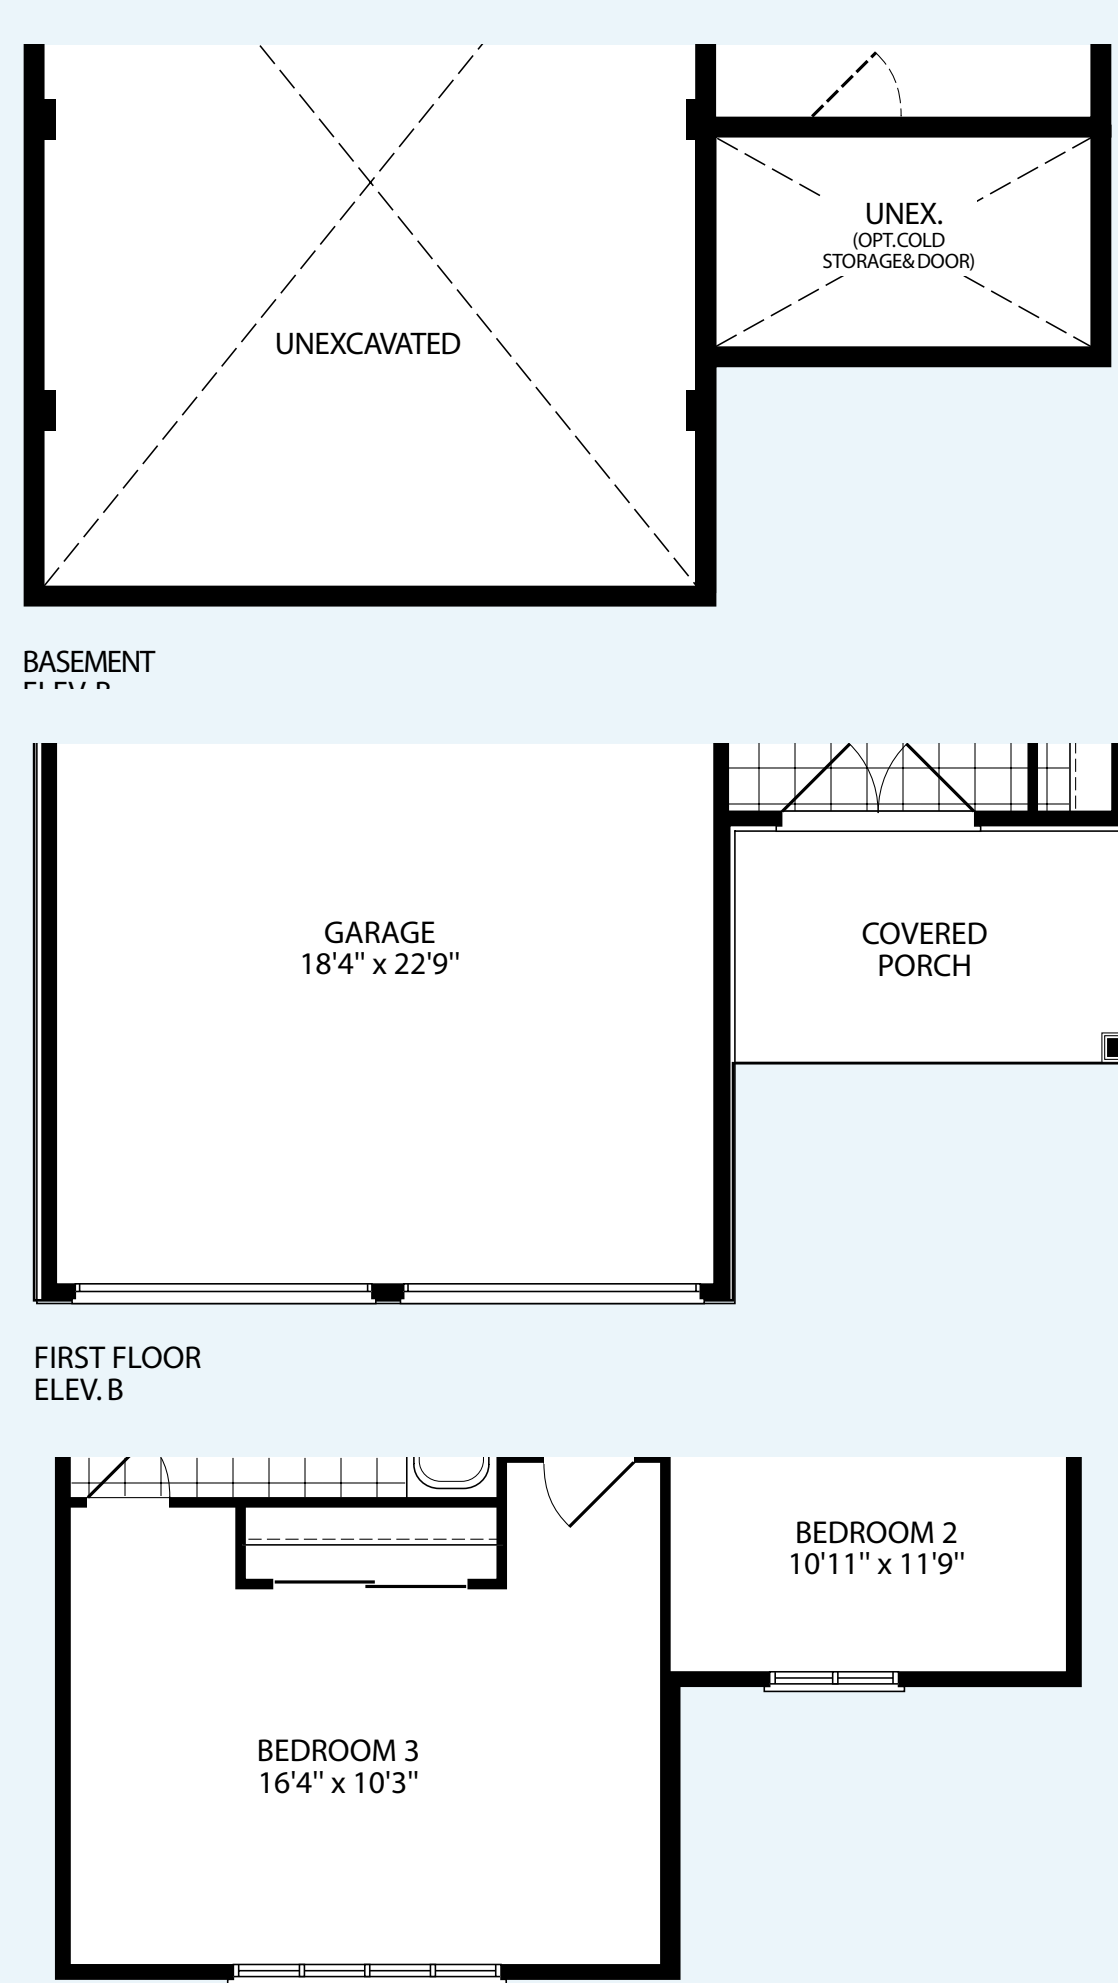 UNEX.
(OPT.COLD
STORAGE& DOOR)
UNEXCAVATED
BASEMENT
ELEV. B
GARAGE
18'4" x 22'9"
COVERED
PORCH
FIRST FLOOR
ELEV. B
BEDROOM 2
10'11" x 11'9"
BEDROOM 3
16'4" x 10'3"